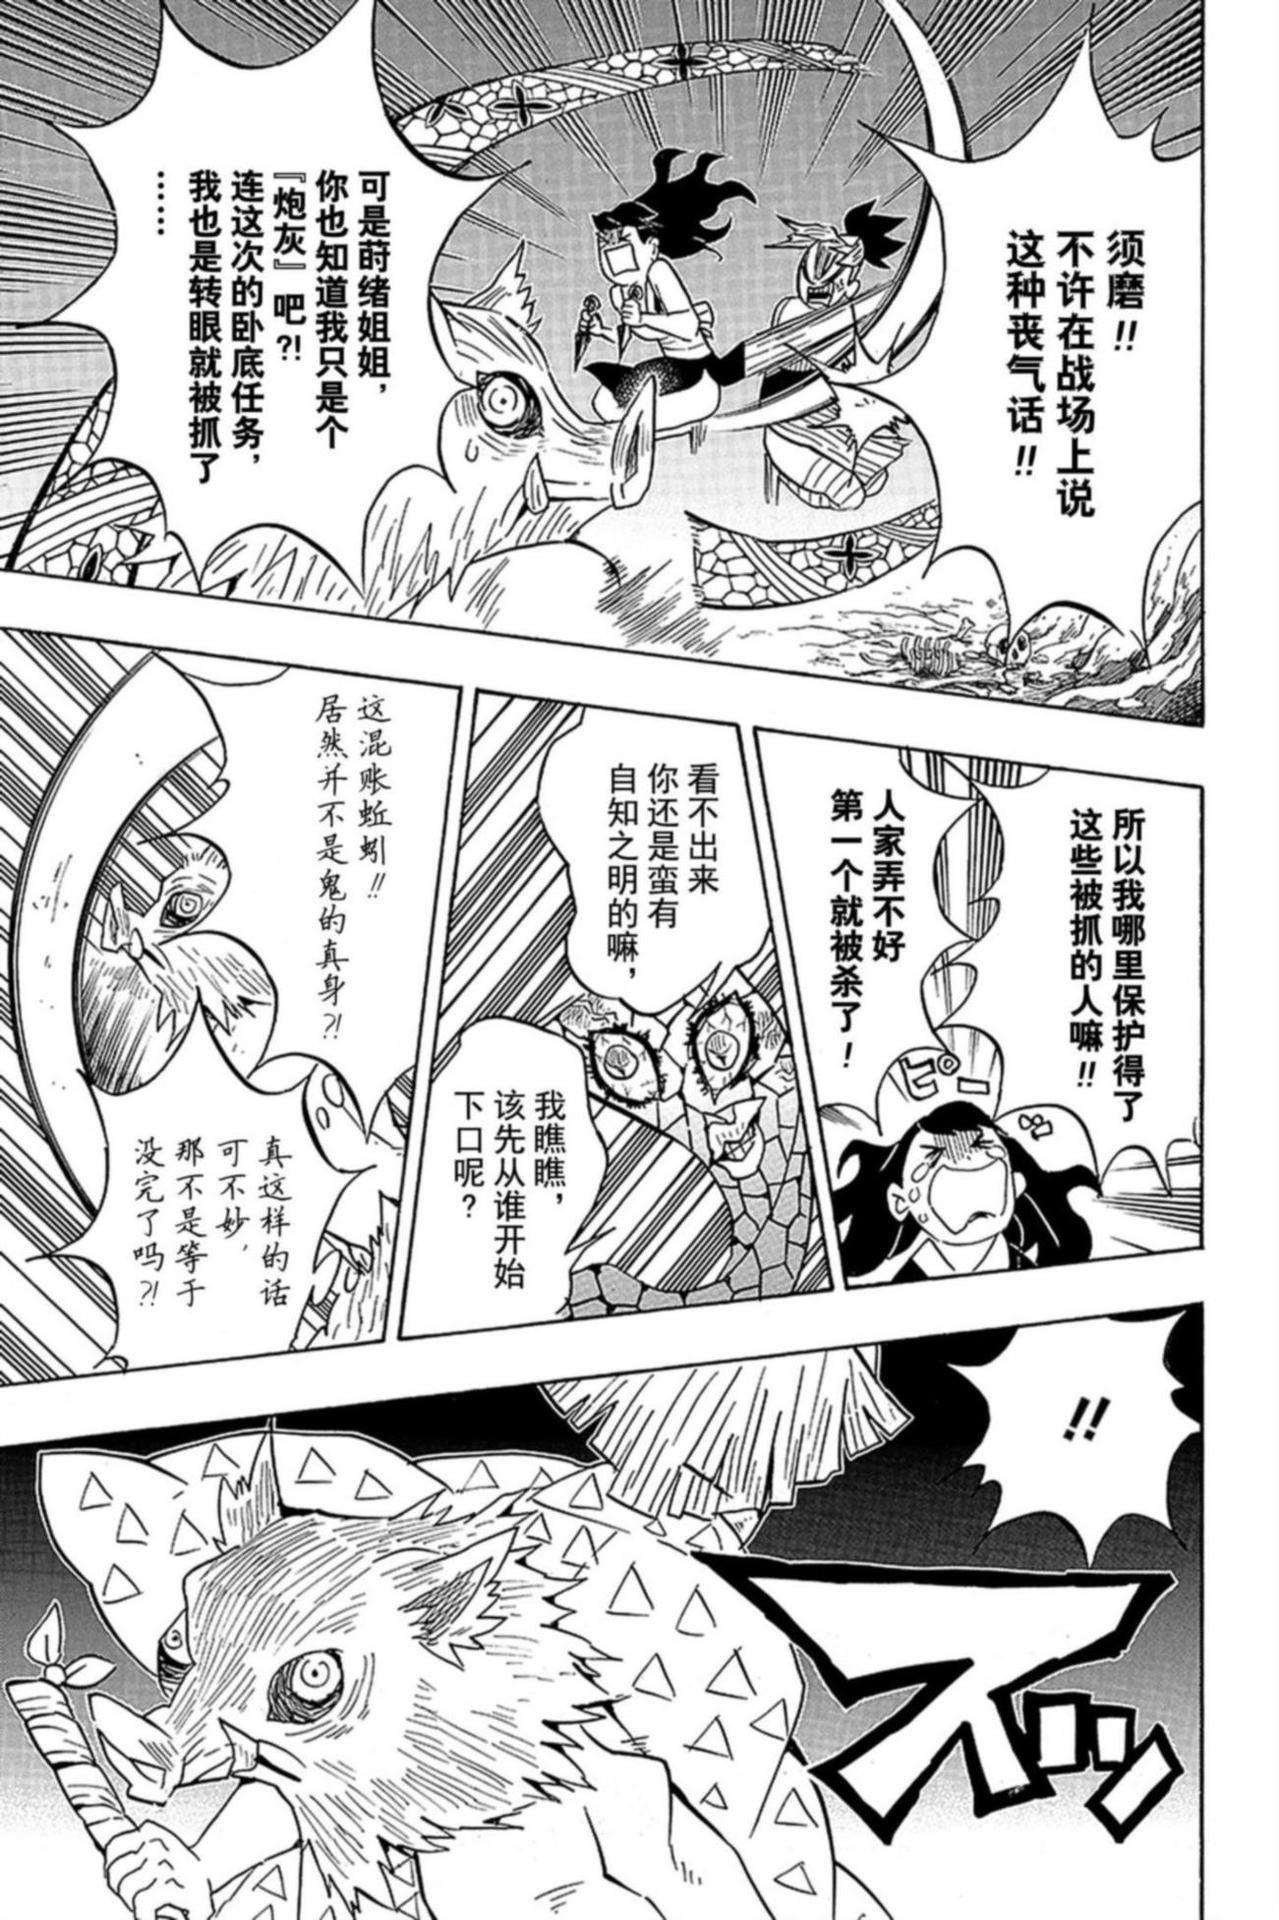 须磨!!
不许在战场上说
这种丧气话!!
可是莳绪姐姐，
你也知道我只是个
『炮灰』吧?!
连这次的卧底任务，
我也是转眼就被抓了
……
所以我哪里保护得了
这些被抓的人嘛!!
人家弄不好
第一个就被杀了！
ピー
看不出来
你还是蛮有
自知之明的嘛，
我瞧瞧，
该先从谁开始
下口呢？
这混账蚯蚓!!
居然并不是鬼的真身?!
真这样的话
可不妙，
那不是等于
没完了吗?!
!!
ズッ